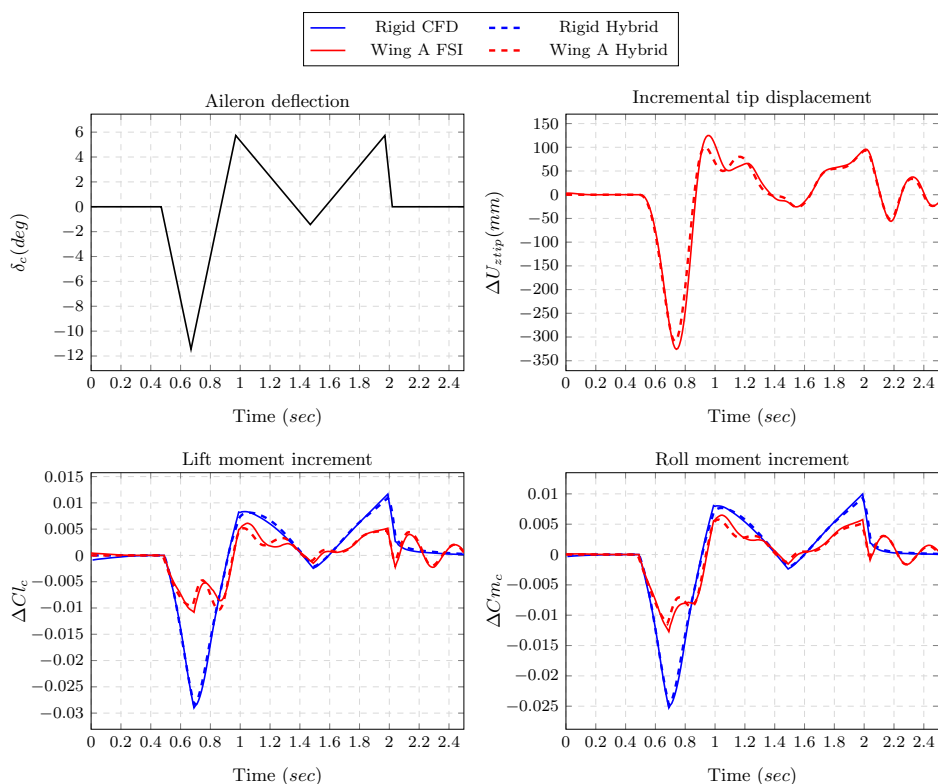 Rigid CFD Rigid Hybrid
Wing A FSI Wing A Hybrid
Aileron deflection
6
4
2
0
−2
−4
−6
−8
−10
−12
δc(deg)
0 0.2 0.4 0.6 0.8 1 1.2 1.4 1.6 1.8 2 2.2 2.4
Time (sec)
Incremental tip displacement
150
100
50
0
−50
−100
−150
−200
−250
−300
−350
ΔUztip(mm)
0 0.2 0.4 0.6 0.8 1 1.2 1.4 1.6 1.8 2 2.2 2.4
Time (sec)
Lift moment increment
0.015
0.01
0.005
0
−0.005
−0.01
−0.015
−0.02
−0.025
−0.03
ΔClc
0 0.2 0.4 0.6 0.8 1 1.2 1.4 1.6 1.8 2 2.2 2.4
Time (sec)
Roll moment increment
0.01
0.005
0
−0.005
−0.01
−0.015
−0.02
−0.025
ΔCmc
0 0.2 0.4 0.6 0.8 1 1.2 1.4 1.6 1.8 2 2.2 2.4
Time (sec)